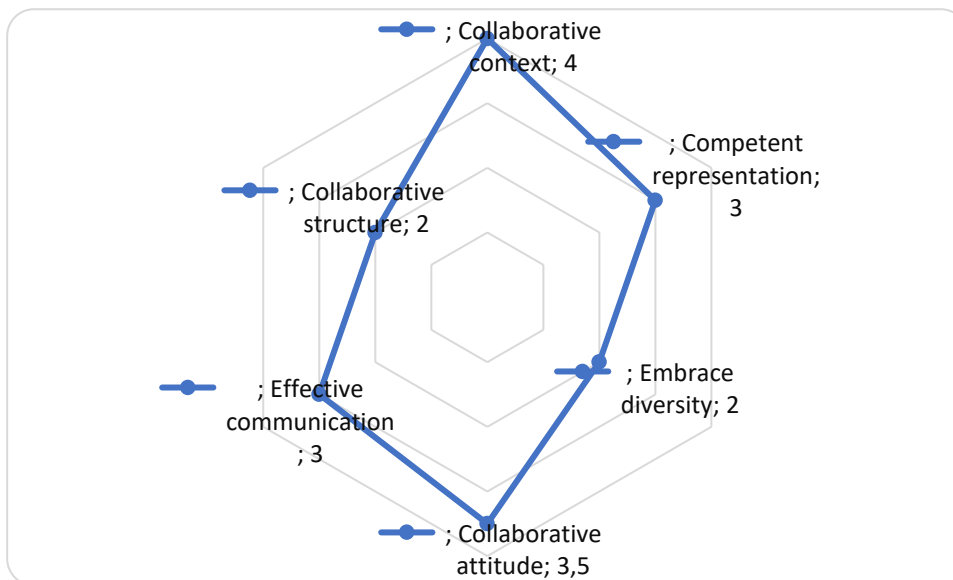 ; Collaborative
context; 4
; Competent
representation;
3
; Collaborative
structure; 2
; Embrace
diversity; 2
; Effective
communication
; 3
; Collaborative
attitude; 3,5